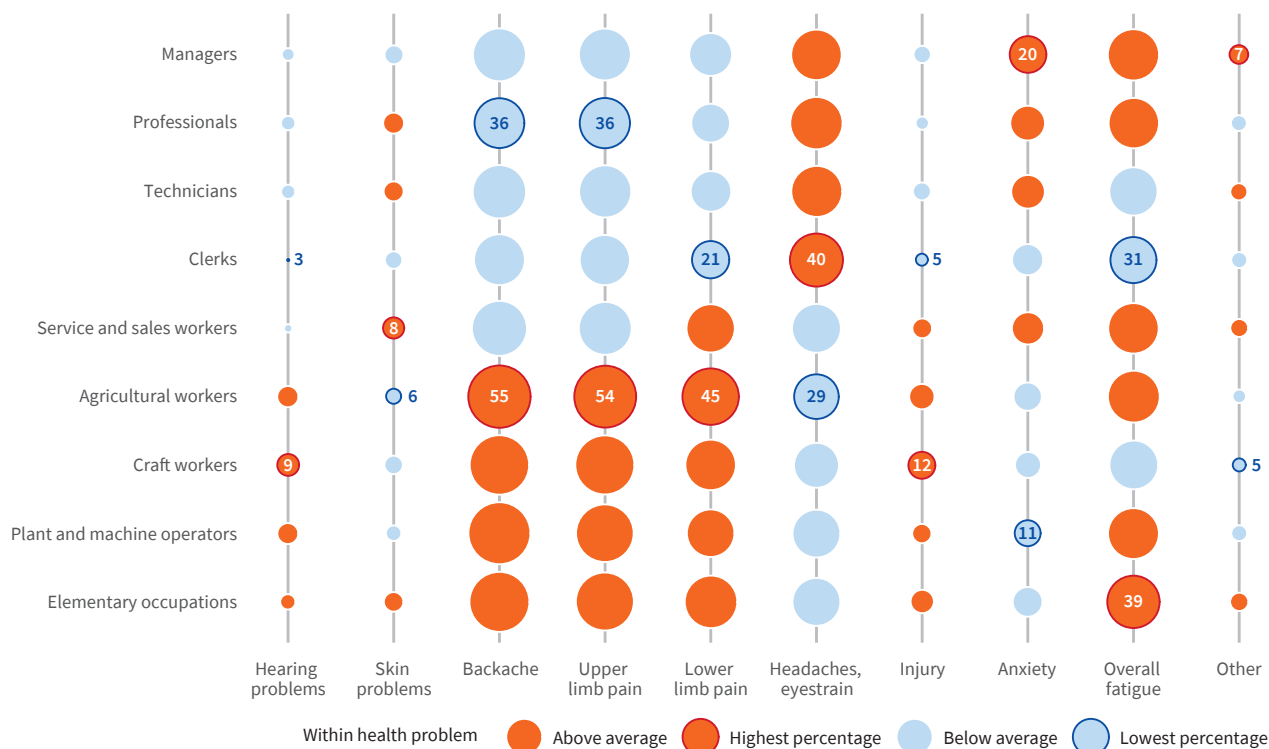 Managers 20 7
Professionals 36 36
Technicians
Clerks 3 21 40 5 31
Service and sales workers 8
Agricultural workers 6 55 54 45 29
Craft workers 9 12 5
Plant and machine operators 11
Elementary occupations 39
Hearing problems
Skin problems
Backache
Upper limb pain
Lower limb pain
Headaches, eyestrain
Injury
Anxiety
Overall fatigue
Other
Within health problem Above average Highest percentage Below average Lowest percentage